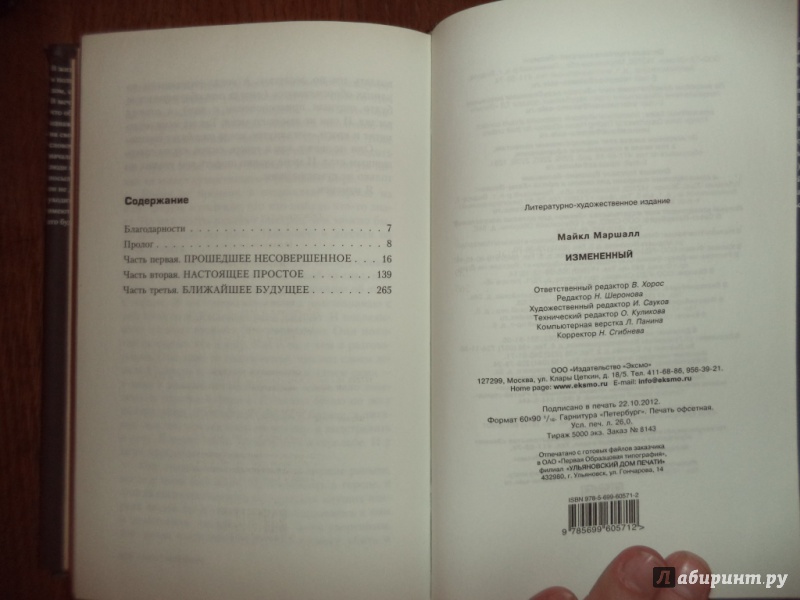 Содержание
Благодарности . . . . . . . . . . . . . . . . . . . . . . . . 7
Пролог . . . . . . . . . . . . . . . . . . . . . . . . . . . . 8
Часть первая. ПРОШЕДШЕЕ НЕСОВЕРШЕННОЕ . . . 16
Часть вторая. НАСТОЯЩЕЕ ПРОСТОЕ . . . . . . . 139
Часть третья. БЛИЖАЙШЕЕ БУДУЩЕЕ . . . . . . . 265
Литературно-художественное издание
Майкл Маршалл
ИЗМЕНЕННЫЙ
Ответственный редактор В. Хорос
Редактор Н. Шеронова
Художественный редактор И. Сауков
Технический редактор О. Куликова
Компьютерная верстка Л. Панина
Корректор Н. Сгибнева
ООО «Издательство «Эксмо»
127299, Москва, ул. Клары Цеткин, д. 18/5. Тел. 411-68-86, 956-39-21.
Home page: www.eksmo.ru E-mail: info@eksmo.ru
Подписано в печать 22.10.2012.
Формат 60x90 1/16. Гарнитура «Петербург». Печать офсетная.
Усл. печ. л. 26,0.
Тираж 5000 экз. Заказ № 8143
Отпечатано с готовых файлов заказчика
в ОАО «Первая Образцовая типография»,
филиал «УЛЬЯНОВСКИЙ ДОМ ПЕЧАТИ»
432980, г. Ульяновск, ул. Гончарова, 14
ISBN 978-5-699-60571-2
9 785699 605712 >
Лабиринт.ру